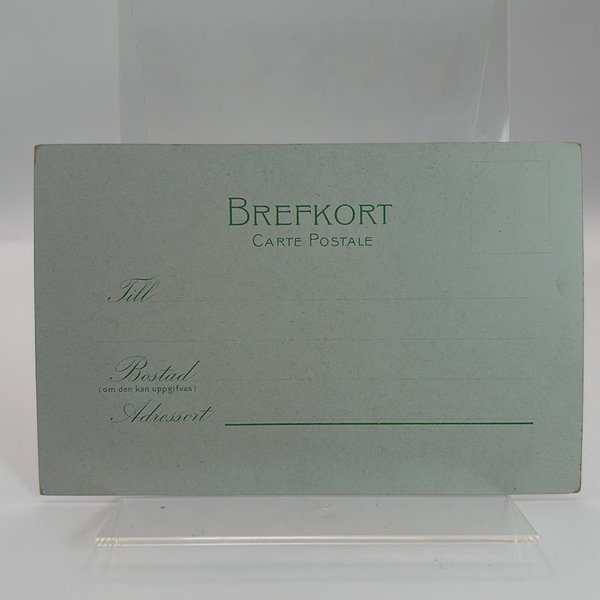 BREFKORT
CARTE POSTALE
Till
Bostad
(om den kan uppgifvas)
Adressort